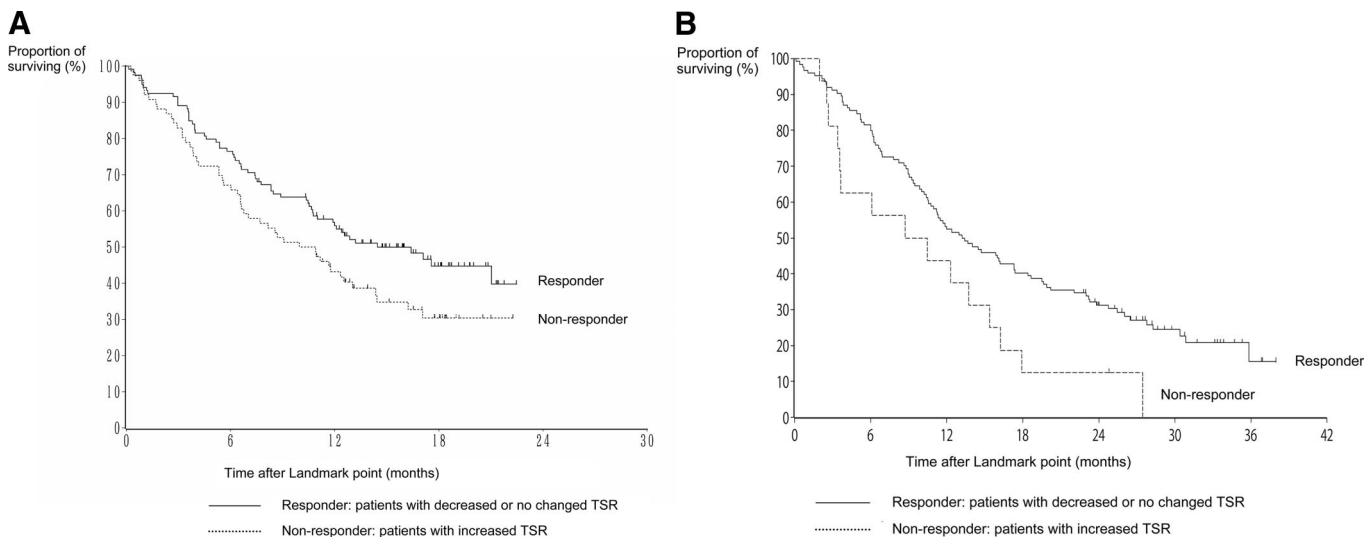 A
Proportion of
surviving (%)
100
90
80
70
60
50
40
30
20
10
0
0 6 12 18 24 30
Responder
Non-responder
Time after Landmark point (months)
Responder: patients with decreased or no changed TSR
Non-responder: patients with increased TSR
B
Proportion of
surviving (%)
100
90
80
70
60
50
40
30
20
10
0
0 6 12 18 24 30 36 42
Responder
Non-responder
Time after Landmark point (months)
Responder: patients with decreased or no changed TSR
Non-responder: patients with increased TSR